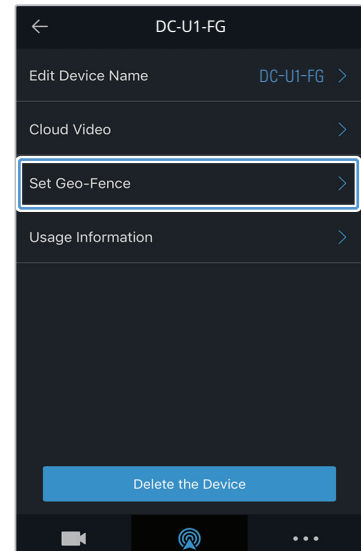 DC-U1-FG
Edit Device Name DC-U1-FG
Cloud Video
Set Geo-Fence
Usage Information
Delete the Device